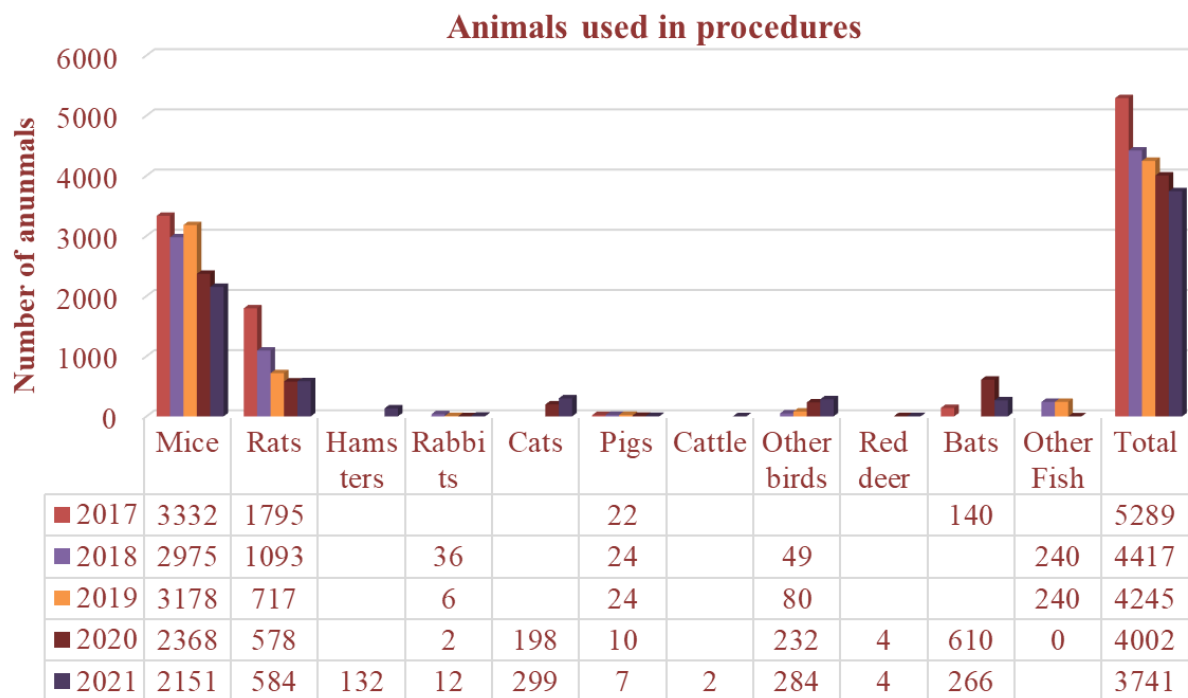 Animals used in procedures
Number of anunmals
6000
5000
4000
3000
2000
1000
0
Mice Rats Hams Rabbi Cats Pigs Cattle Other Red Bats Other Total
ters ts birds deer Fish
2017 3332 1795 22 140 5289
2018 2975 1093 36 24 49 240 4417
2019 3178 717 6 24 80 240 4245
2020 2368 578 2 198 10 232 4 610 0 4002
2021 2151 584 132 12 299 7 2 284 4 266 3741